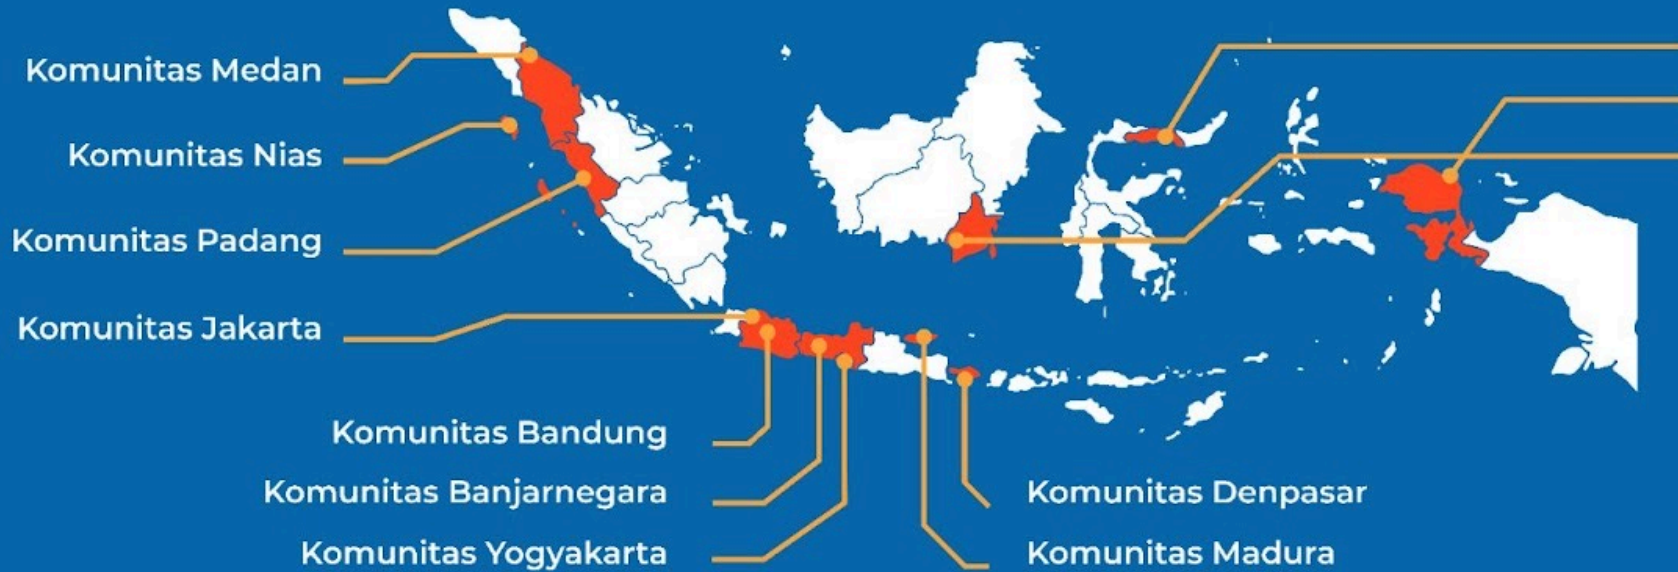 Komunitas Medan
Komunitas Nias
Komunitas Padang
Komunitas Jakarta
Komunitas Bandung
Komunitas Banjarnegara
Komunitas Yogyakarta
Komunitas Denpasar
Komunitas Madura